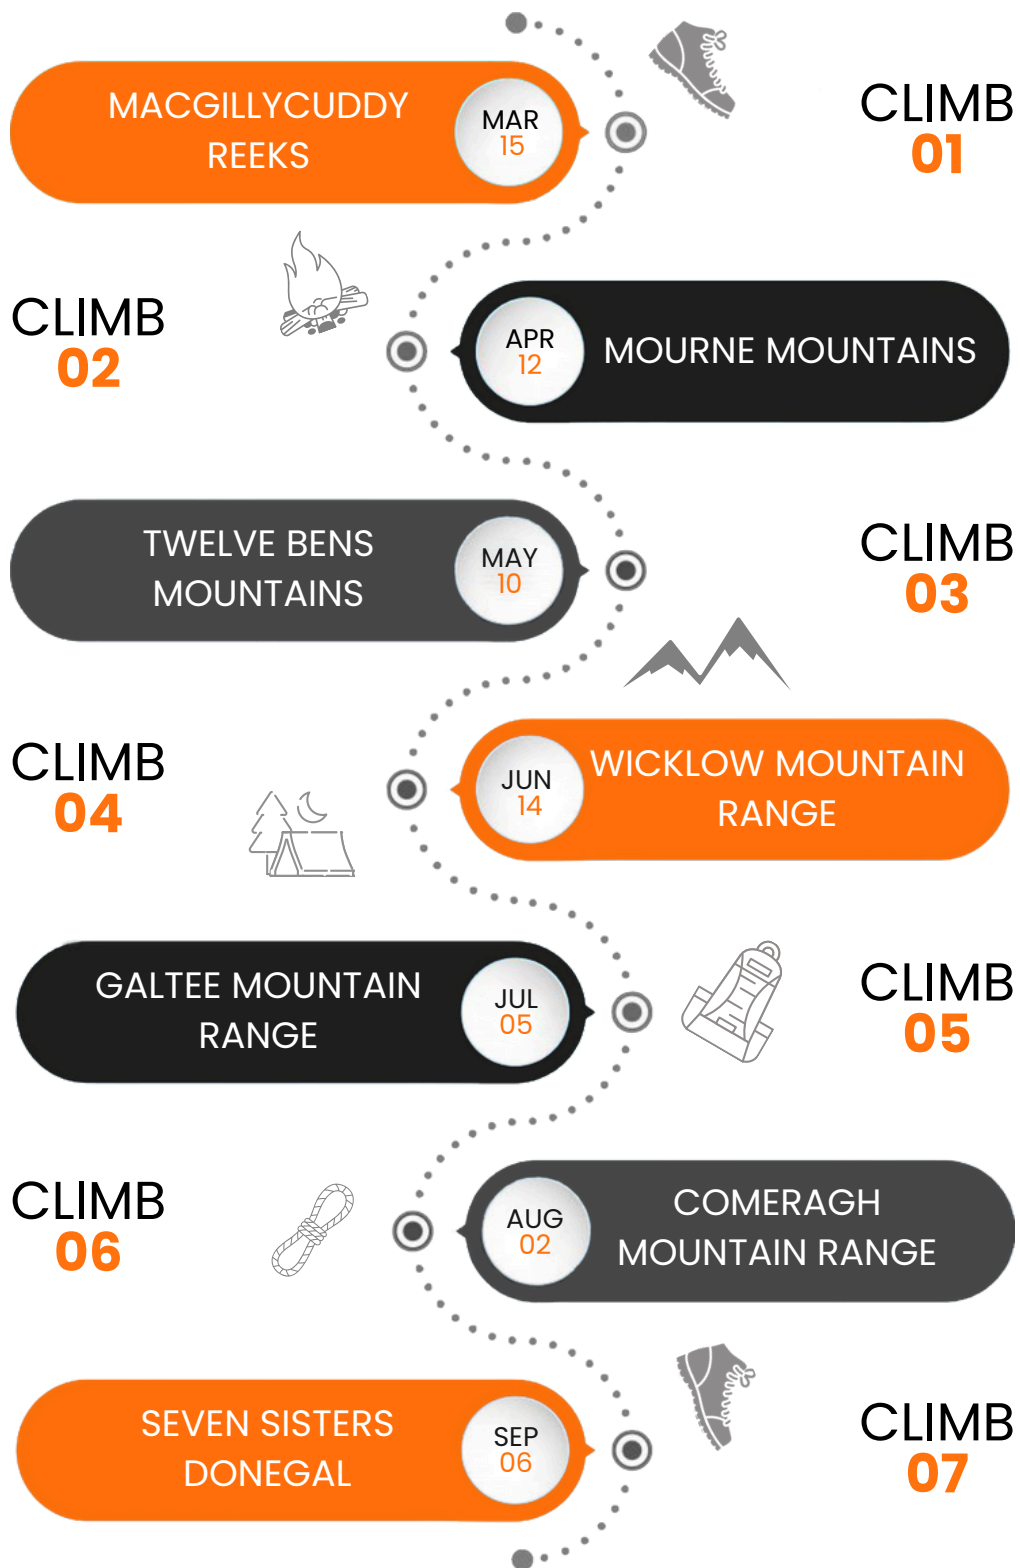 MACGILLYCUDDY
REEKS
MAR
15
CLIMB
01
CLIMB
02
APR
12
MOURNE MOUNTAINS
TWELVE BENS
MOUNTAINS
MAY
10
CLIMB
03
CLIMB
04
JUN
14
WICKLOW MOUNTAIN
RANGE
GALTEE MOUNTAIN
RANGE
JUL
05
CLIMB
05
CLIMB
06
AUG
02
COMERAGH
MOUNTAIN RANGE
SEVEN SISTERS
DONEGAL
SEP
06
CLIMB
07